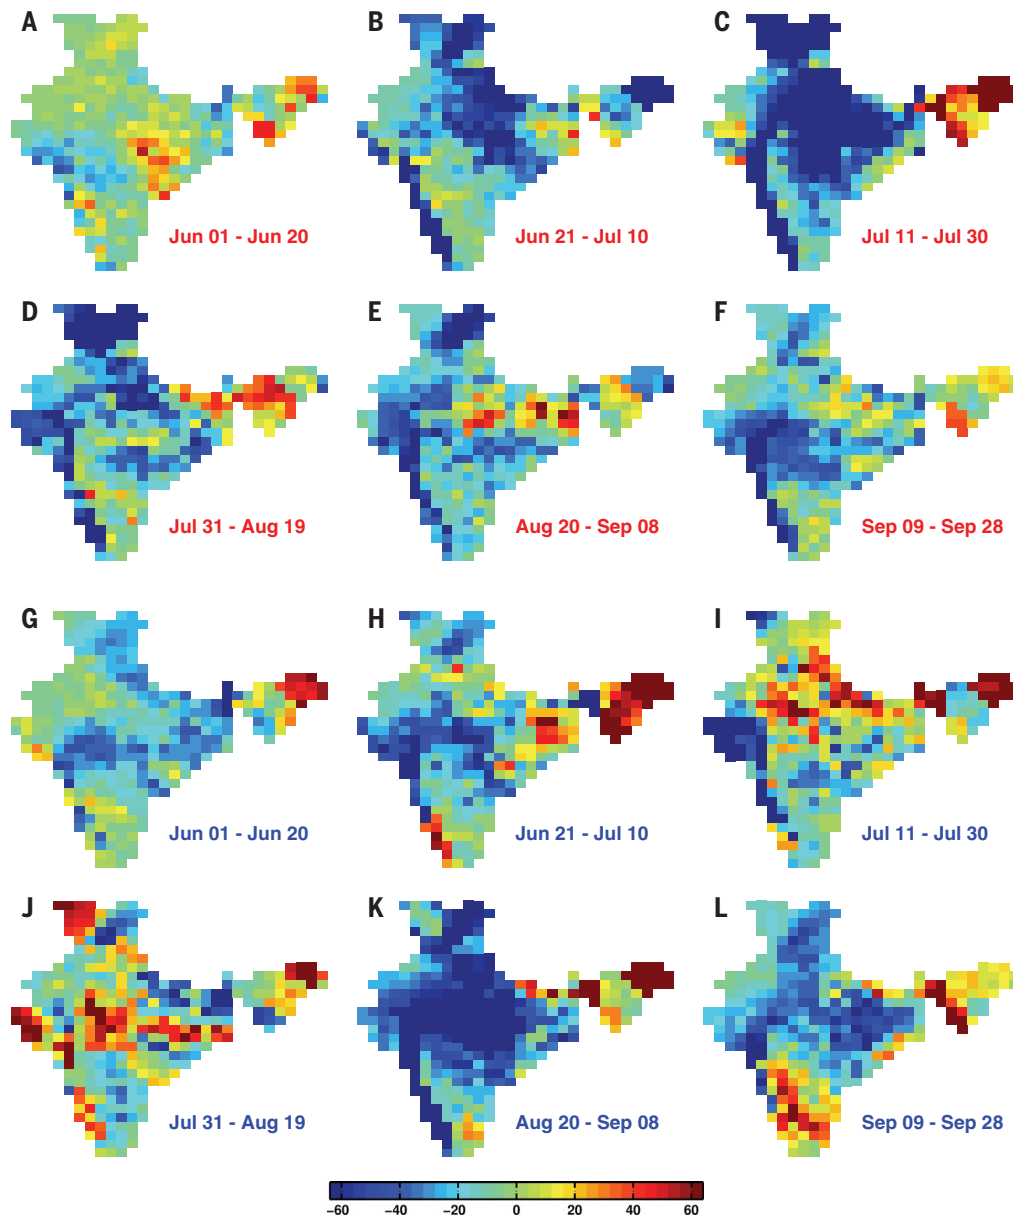 A
B
C
Jun 01 - Jun 20
Jun 21 - Jul 10
Jul 11 - Jul 30
D
E
F
Jul 31 - Aug 19
Aug 20 - Sep 08
Sep 09 - Sep 28
G
H
I
Jun 01 - Jun 20
Jun 21 - Jul 10
Jul 11 - Jul 30
J
K
L
Jul 31 - Aug 19
Aug 20 - Sep 08
Sep 09 - Sep 28
−60 −40 −20 0 20 40 60